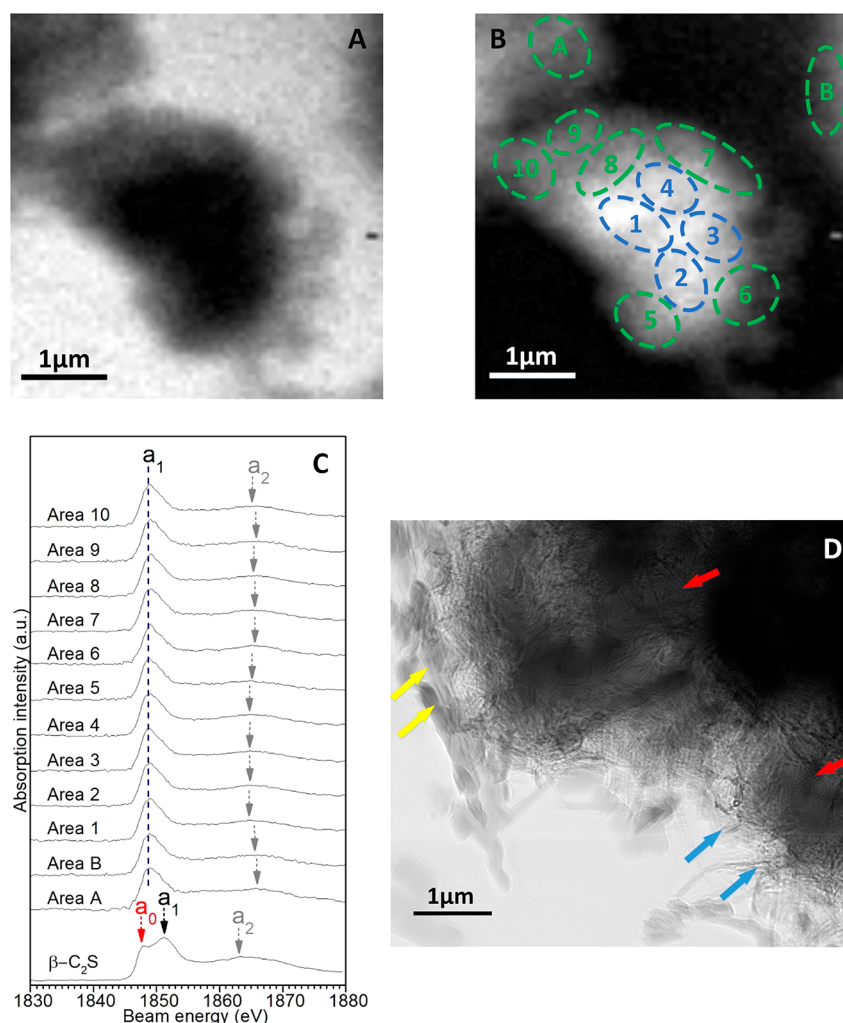 A
1µm
B
A
B
9
10
8
7
4
1
3
2
6
5
1µm
C
a₁
a₂
Area 10
Area 9
Area 8
Area 7
Area 6
Area 5
Area 4
Area 3
Area 2
Area 1
Area B
Area A
a₀
a₁
a₂
β–C₂S
Absorption intensity (a.u.)
1830 1840 1850 1860 1870 1880
Beam energy (eV)
D
1µm